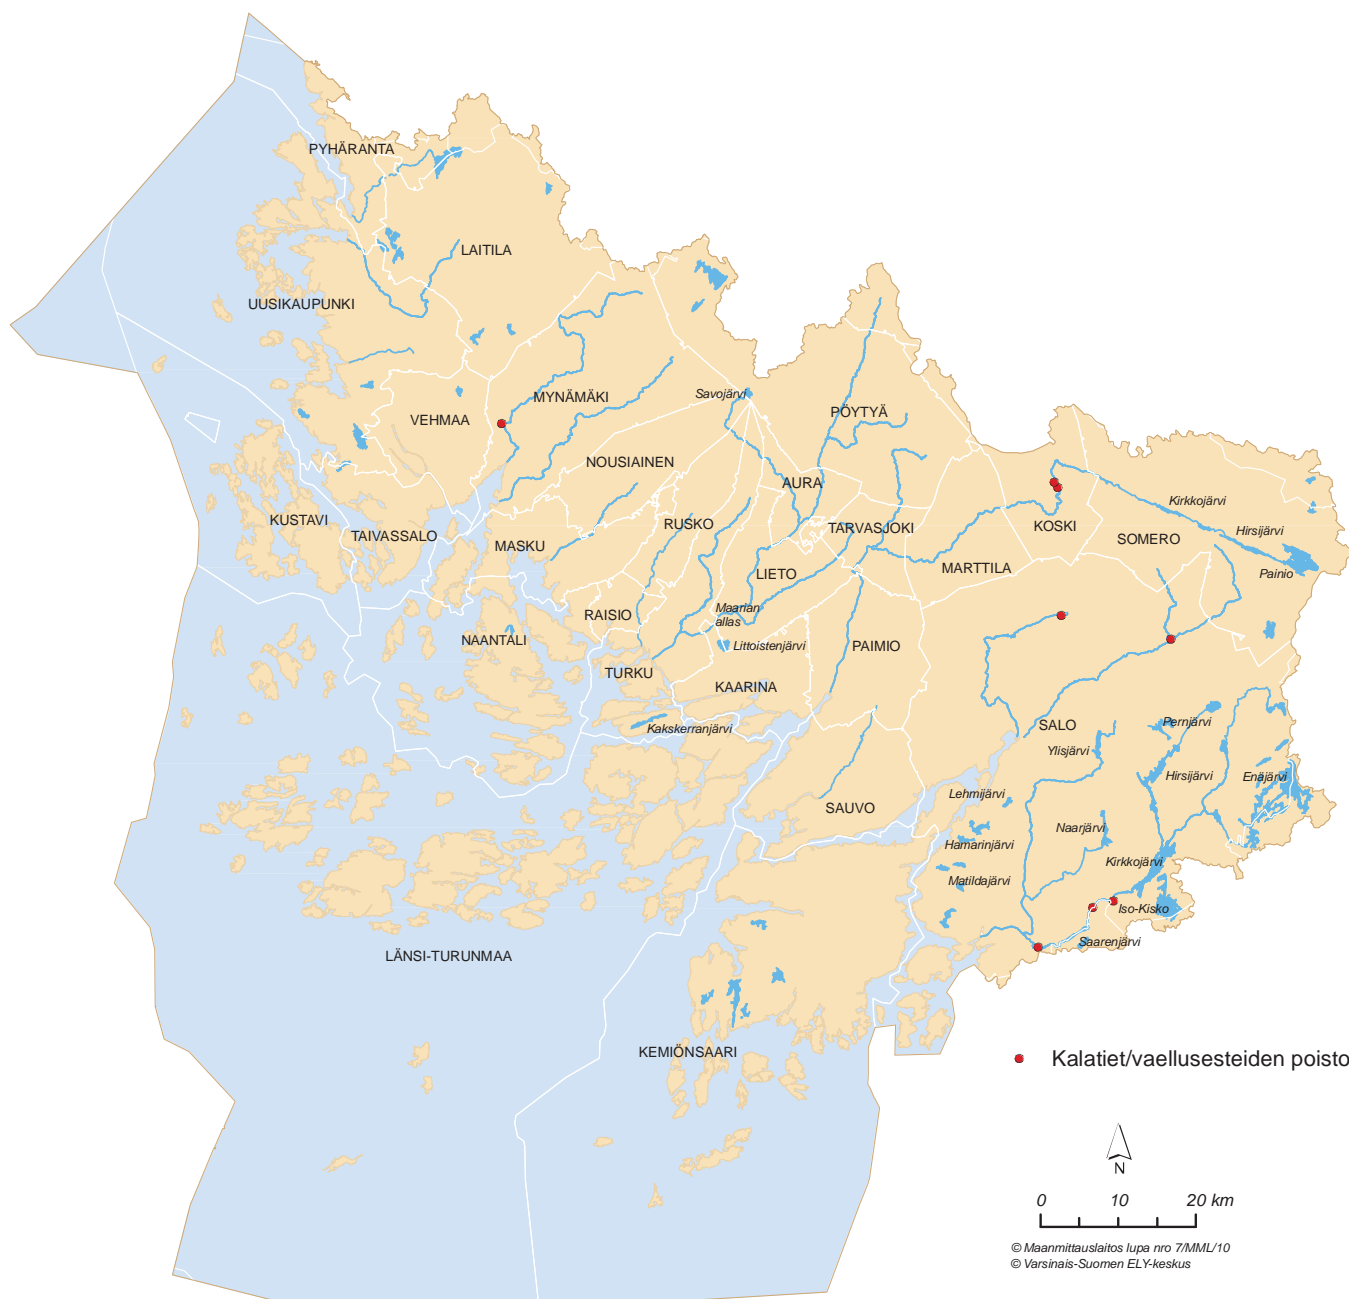 PYHÄRANTA
LAITILA
UUSIKAUPUNKI
Savojärvi
MYNÄMÄKI
PÖYTYÄ
VEHMAA
NOUSIAINEN
AURA
Kirkkojärvi
KUSTAVI
RUSKO
TARVASJOKI
KOSKI
Hirsijärvi
TAIVASSALO
MASKU
SOMERO
LIETO
MARTTILA
Painio
RAISIO
Maarian
allas
NAANTALI
Littoistenjärvi
PAIMIO
TURKU
KAARINA
Kakskerranjärvi
SALO
Pernjärvi
Ylisjärvi
Hirsijärvi
Enäjärvi
Lehmijärvi
SAUVO
Naarjärvi
Hamarinjärvi
Kirkkojärvi
Matildajärvi
Iso-Kisko
Saarenjärvi
LÄNSI-TURUNMAA
KEMIÖNSAARI
Kalatiet/vaellusesteiden poisto
N
0 10 20 km
© Maanmittauslaitos lupa nro 7/MML/10
© Varsinais-Suomen ELY-keskus